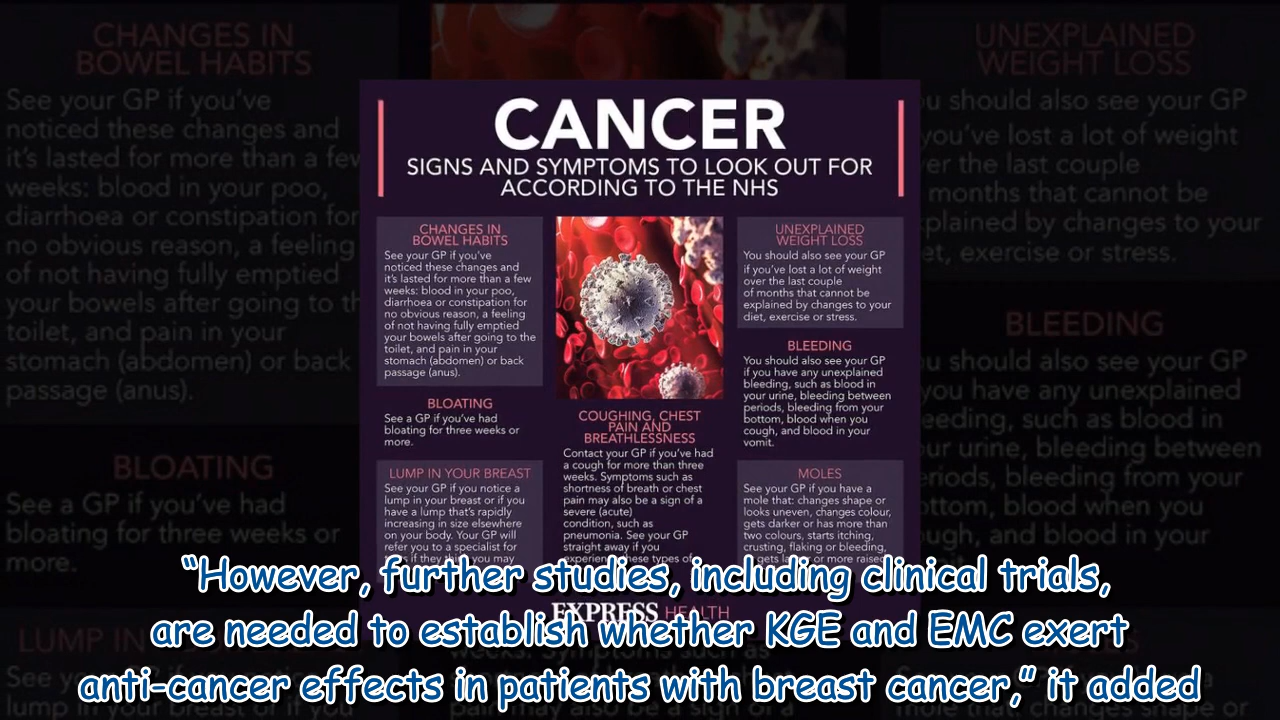 CANCER
SIGNS AND SYMPTOMS TO LOOK OUT FOR
ACCORDING TO THE NHS
CHANGES IN
BOWEL HABITS
See your GP if you've
noticed these changes and
it's lasted for more than a few
weeks: blood in your poo,
diarrhoea or constipation for
no obvious reason, a feeling
of not having fully emptied
your bowels after going to the
toilet, and pain in your
stomach (abdomen) or back
passage (anus).
BLOATING
See a GP if you've had
bloating for three weeks or
more.
LUMP IN YOUR BREAST
See your GP if you notice a
lump in your breast or if you
have a lump that's rapidly
increasing in size elsewhere
on your body. Your GP will
refer you to a specialist for
if they think you may
COUGHING, CHEST
PAIN AND
BREATHLESSNESS
Contact your GP if you've had
a cough for more than three
weeks. Symptoms such as
shortness of breath or chest
pain may also be a sign of a
severe (acute)
condition, such as
pneumonia. See your GP
straight away if you
experience these types of
UNEXPLAINED
WEIGHT LOSS
You should also see your GP
if you've lost a lot of weight
over the last couple
of months that cannot be
explained by changes to your
diet, exercise or stress.
BLEEDING
You should also see your GP
if you have any unexplained
bleeding, such as blood in
your urine, bleeding between
periods, bleeding from your
bottom, blood when you
cough, and blood in your
vomit.
MOLES
See your GP if you have a
mole that: changes shape or
looks uneven, changes colour,
gets darker or has more than
two colours, starts itching,
crusting, flaking or bleeding,
or more raised
EXPRESS HEALTH
“However, further studies, including clinical trials,
are needed to establish whether KGE and EMC exert
anti-cancer effects in patients with breast cancer,” it added